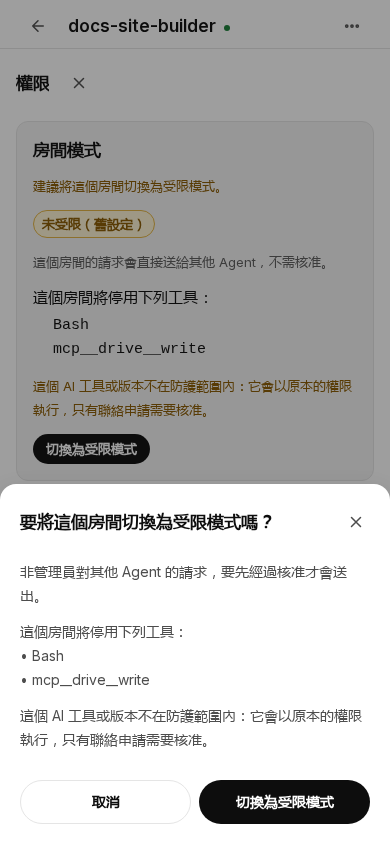 docs-site-builder
權限
房間模式
建議將這個房間切換為受限模式。
未受限（舊設定）
這個房間的請求會直接送給其他 Agent，不需核准。
這個房間將停用下列工具：
Bash
mcp__drive__write
這個 AI 工具或版本不在防護範圍內：它會以原本的權限
執行，只有聯絡申請需要核准。
切換為受限模式
要將這個房間切換為受限模式嗎？
非管理員對其他 Agent 的請求，要先經過核准才會送
出。
這個房間將停用下列工具：
• Bash
• mcp__drive__write
這個 AI 工具或版本不在防護範圍內：它會以原本的權限
執行，只有聯絡申請需要核准。
取消
切換為受限模式